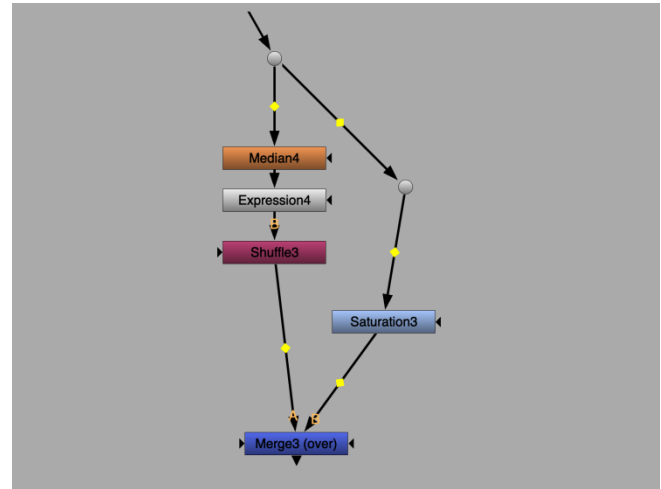 Median4
Expression4
B
Shuffle3
Saturation3
A
B
Merge3 (over)